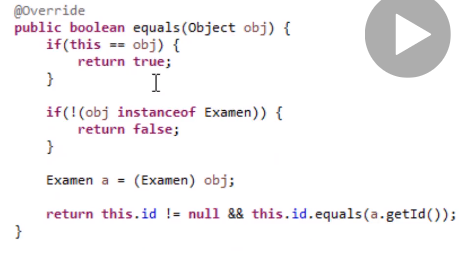 @Override
public boolean equals(Object obj) {
if(this == obj) {
return true;
}
if(!(obj instanceof Examen)) {
return false;
}
Examen a = (Examen) obj;
return this.id != null && this.id.equals(a.getId());
}